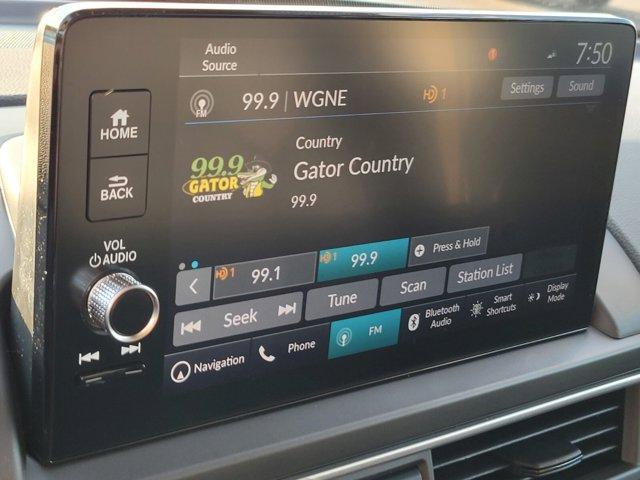 Audio
Source
7:50
FM
99.9 | WGNE
HD 1
Settings
Sound
HOME
BACK
VOL
AUDIO
Country
Gator Country
99.9
99.9
GATOR
COUNTRY
HD 1 99.1
HD 1 99.9
Press & Hold
Seek
Tune
Scan
Station List
Navigation
Phone
FM
Bluetooth
Audio
Smart
Shortcuts
Display
Mode